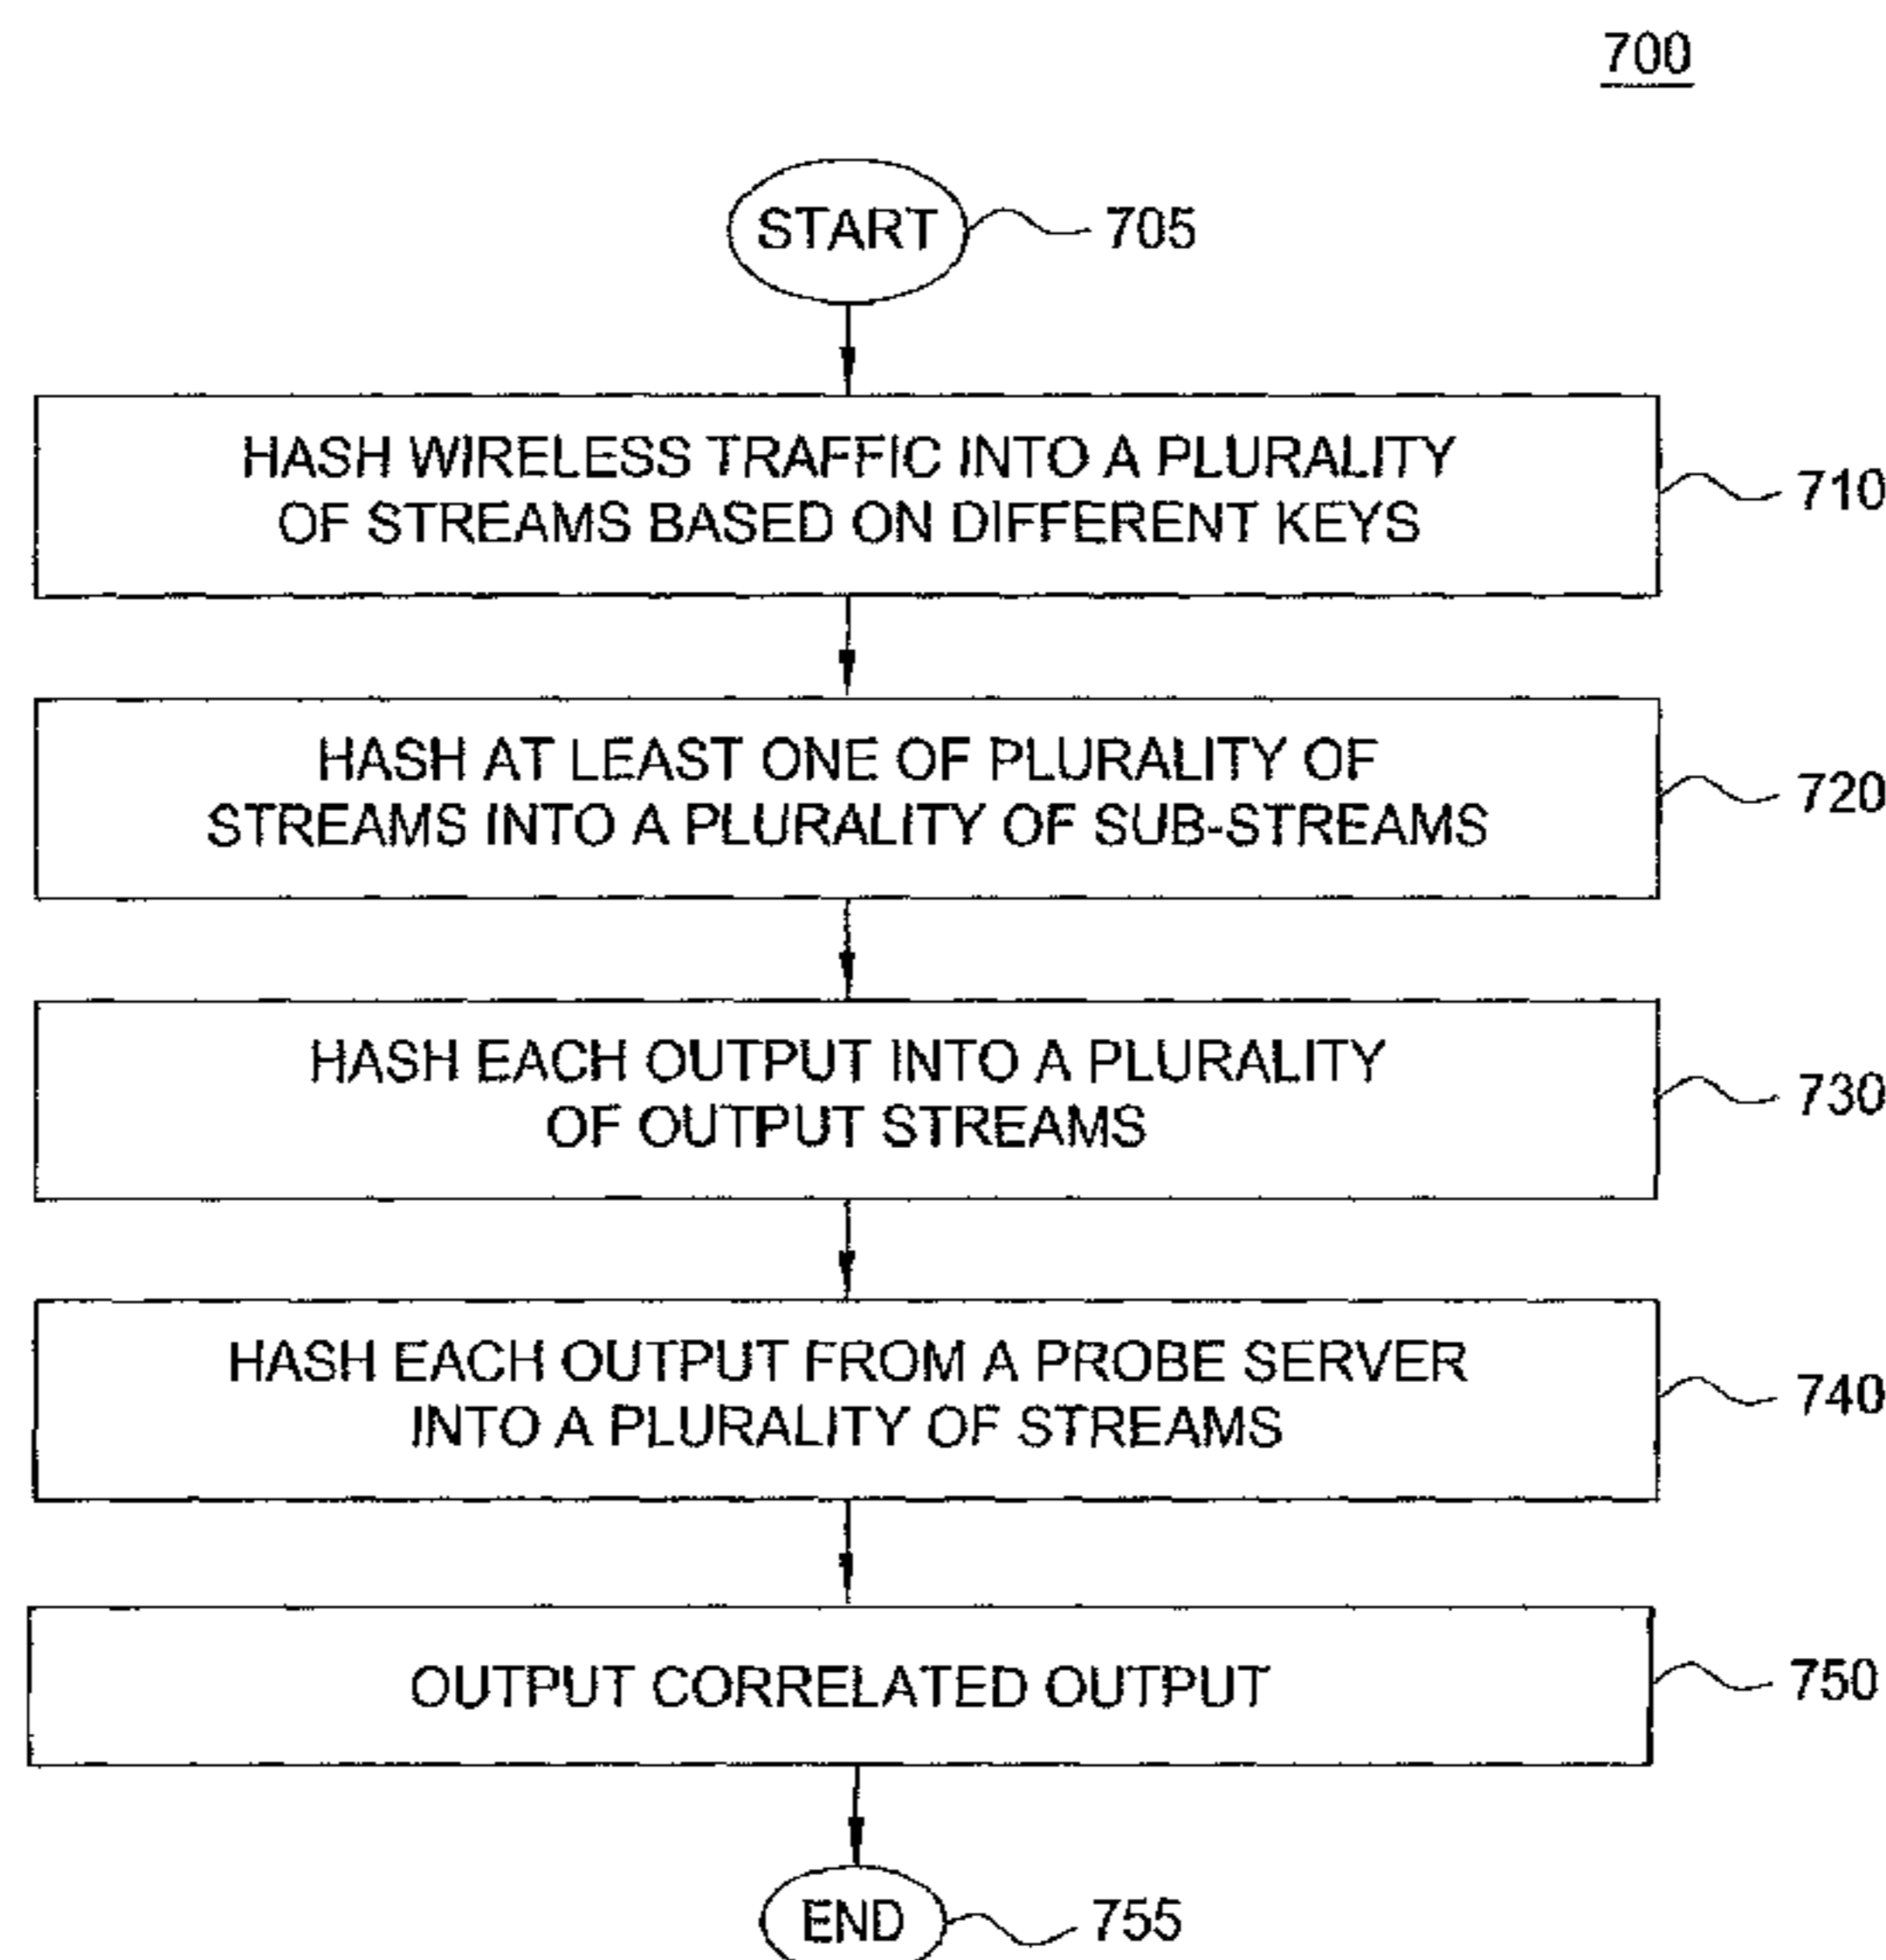 700
START
705
HASH WIRELESS TRAFFIC INTO A PLURALITY
OF STREAMS BASED ON DIFFERENT KEYS
710
HASH AT LEAST ONE OF PLURALITY OF
STREAMS INTO A PLURALITY OF SUB-STREAMS
720
HASH EACH OUTPUT INTO A PLURALITY
OF OUTPUT STREAMS
730
HASH EACH OUTPUT FROM A PROBE SERVER
INTO A PLURALITY OF STREAMS
740
OUTPUT CORRELATED OUTPUT
750
END
755